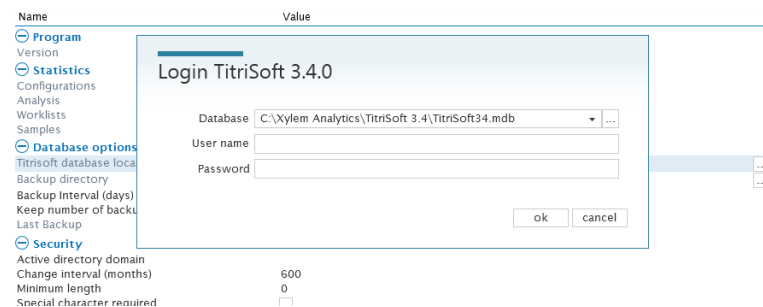 Name Value
Program
Version
Statistics
Configurations
Analysis
Worklists
Samples
Database options
Titrisoft database loca
...
Backup directory
...
Backup Interval (days)
Keep number of backu
Last Backup
Security
Active directory domain
Change interval (months) 600
Minimum length 0
Special character required
Login TitriSoft 3.4.0
Database C:\Xylem Analytics\TitriSoft 3.4\TitriSoft34.mdb ...
User name
Password
ok cancel